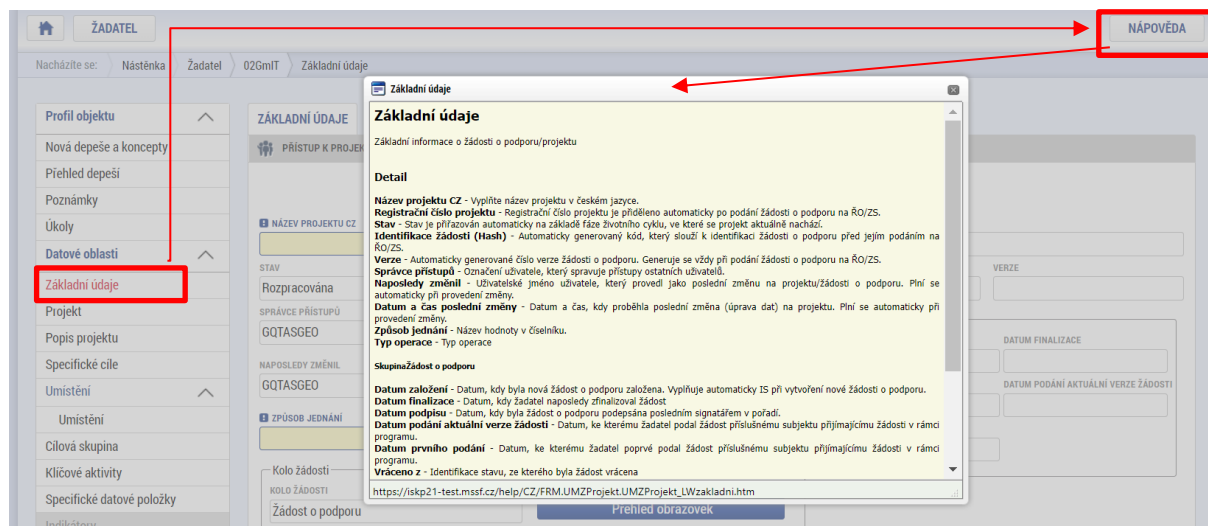 ŽADATEL
NÁPOVĚDA
Nacházíte se:
Nástěnka
Žadatel
02GmIT
Základní údaje
Profil objektu
Nová depeše a koncepty
Přehled depeší
Poznámky
Úkoly
Datové oblasti
Základní údaje
Projekt
Popis projektu
Specifické cíle
Umístění
Umístění
Cílová skupina
Klíčové aktivity
Specifické datové položky
Indikátory
ZÁKLADNÍ ÚDAJE
PŘÍSTUP K PROJEK
NÁZEV PROJEKTU CZ
STAV
Rozpracována
SPRÁVCE PŘÍSTUPŮ
GQTASGEO
NAPOSLEDY ZMĚNIL
GQTASGEO
ZPŮSOB JEDNÁNÍ
Kolo žádosti
KOLO ŽÁDOSTI
Žádost o podporu
Základní údaje
Základní údaje
Základní informace o žádosti o podporu/projektu
Detail
Název projektu CZ - Vyplňte název projektu v českém jazyce.
Registrační číslo projektu - Registrační číslo projektu je přiděleno automaticky po podání žádosti o podporu na ŘO/ZS.
Stav - Stav je přiřazován automaticky na základě fáze životního cyklu, ve které se projekt aktuálně nachází.
Identifikace žádosti (Hash) - Automaticky generovaný kód, který slouží k identifikaci žádosti o podporu před jejím podáním na
ŘO/ZS.
Verze - Automaticky generované číslo verze žádosti o podporu. Generuje se vždy při podání žádosti o podporu na ŘO/ZS.
Správce přístupů - Označení uživatele, který spravuje přístupy ostatních uživatelů.
Naposledy změnil - Uživatelské jméno uživatele, který provedl jako poslední změnu na projektu/žádosti o podporu. Plní se
automaticky při provedení změny.
Datum a čas poslední změny - Datum a čas, kdy proběhla poslední změna (úprava dat) na projektu. Plní se automaticky při
provedení změny.
Způsob jednání - Název hodnoty v číselníku.
Typ operace - Typ operace
SkupinaŽádost o podporu
Datum založení - Datum, kdy byla nová žádost o podporu založena. Vyplňuje automaticky IS při vytvoření nové žádosti o podporu.
Datum finalizace - Datum, kdy žadatel naposledy zfinalizoval žádost
Datum podpisu - Datum, kdy byla žádost o podporu podepsána posledním signatářem v pořadí.
Datum podání aktuální verze žádosti - Datum, ke kterému žadatel podal žádost příslušnému subjektu přijímajícímu žádosti v rámci
programu.
Datum prvního podání - Datum, ke kterému žadatel poprvé podal žádost příslušnému subjektu přijímajícímu žádosti v rámci
programu.
Vráceno z - Identifikace stavu, ze kterého byla žádost vrácena
https://iskp21-test.mssf.cz/help/CZ/FRM.UMZProjekt.UMZProjekt_LWzakladni.htm
Přehled obrazovek
VERZE
DATUM FINALIZACE
DATUM PODÁNÍ AKTUÁLNÍ VERZE ŽÁDOSTI